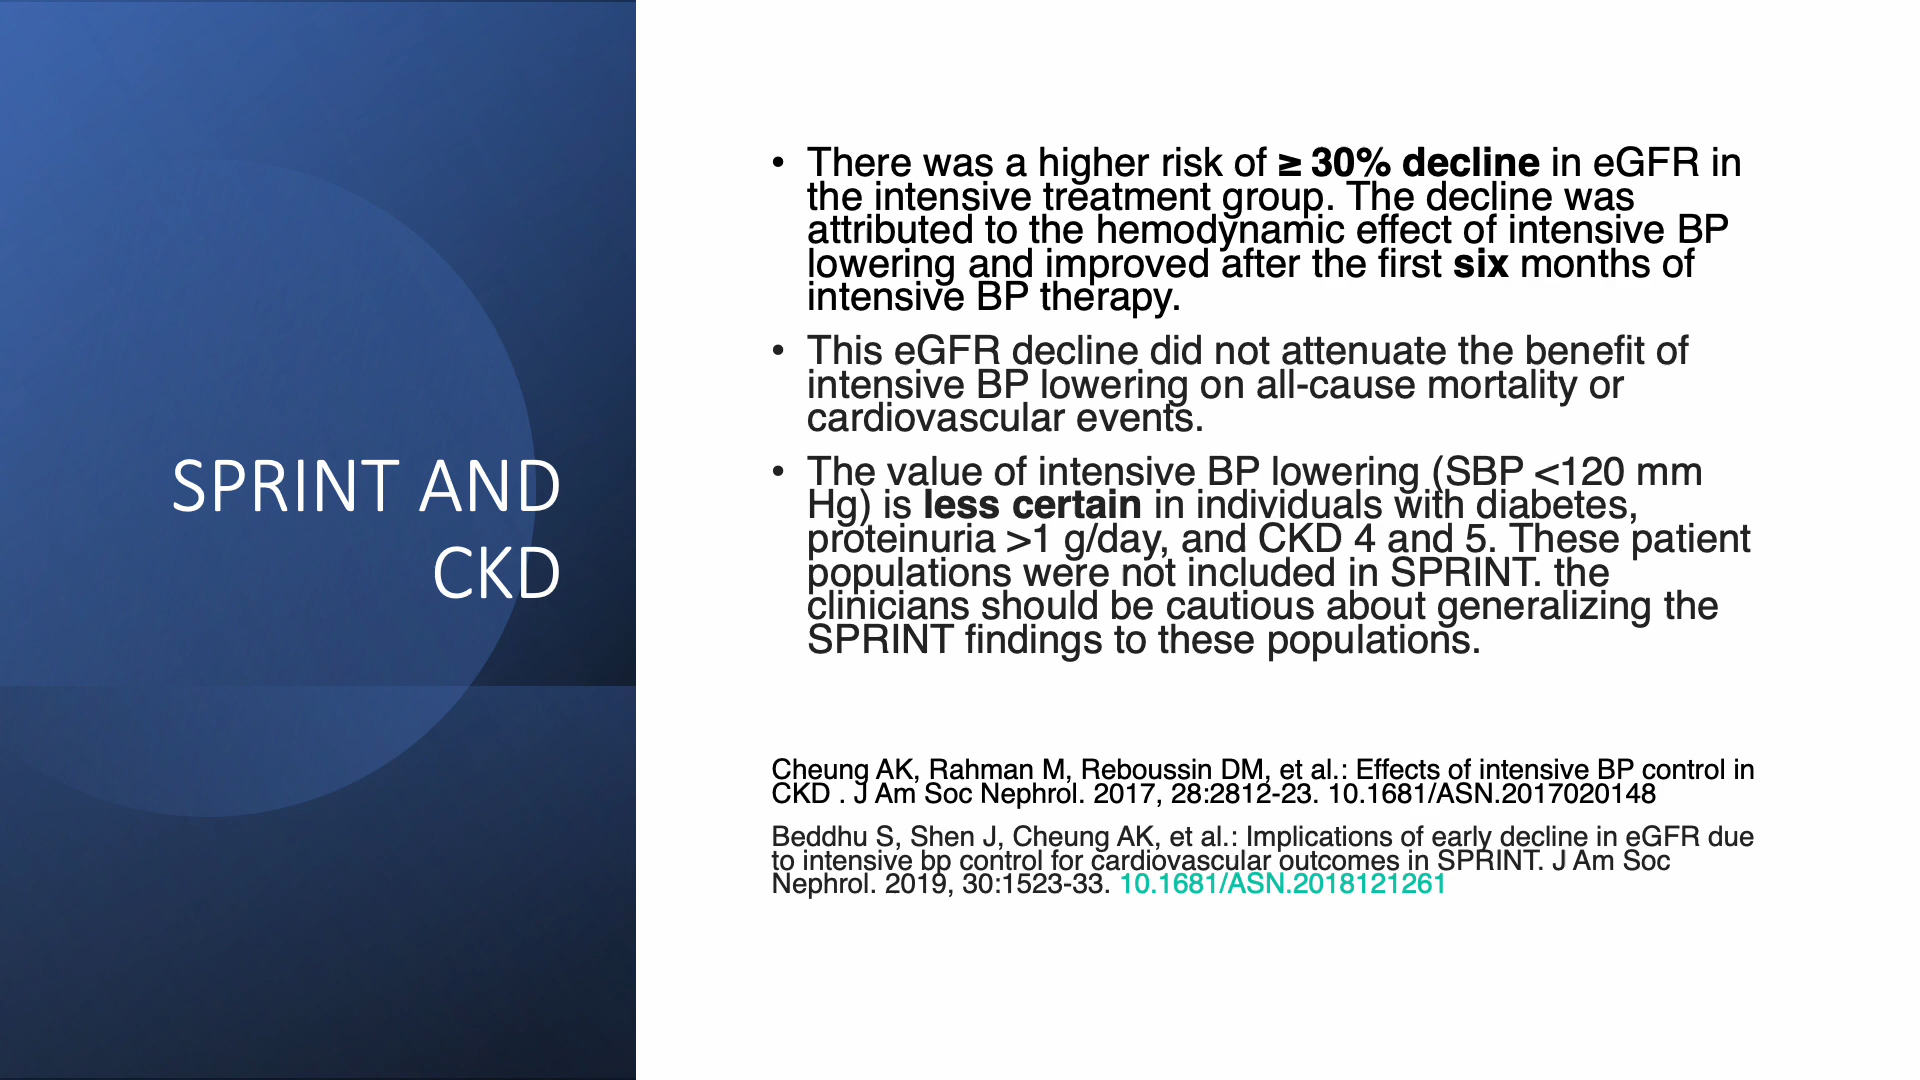 SPRINT AND
CKD
• There was a higher risk of ≥ 30% decline in eGFR in
the intensive treatment group. The decline was
attributed to the hemodynamic effect of intensive BP
lowering and improved after the first six months of
intensive BP therapy.
• This eGFR decline did not attenuate the benefit of
intensive BP lowering on all-cause mortality or
cardiovascular events.
• The value of intensive BP lowering (SBP <120 mm
Hg) is less certain in individuals with diabetes,
proteinuria >1 g/day, and CKD 4 and 5. These patient
populations were not included in SPRINT. the
clinicians should be cautious about generalizing the
SPRINT findings to these populations.
Cheung AK, Rahman M, Reboussin DM, et al.: Effects of intensive BP control in
CKD . J Am Soc Nephrol. 2017, 28:2812-23. 10.1681/ASN.2017020148
Beddhu S, Shen J, Cheung AK, et al.: Implications of early decline in eGFR due
to intensive bp control for cardiovascular outcomes in SPRINT. J Am Soc
Nephrol. 2019, 30:1523-33. 10.1681/ASN.2018121261